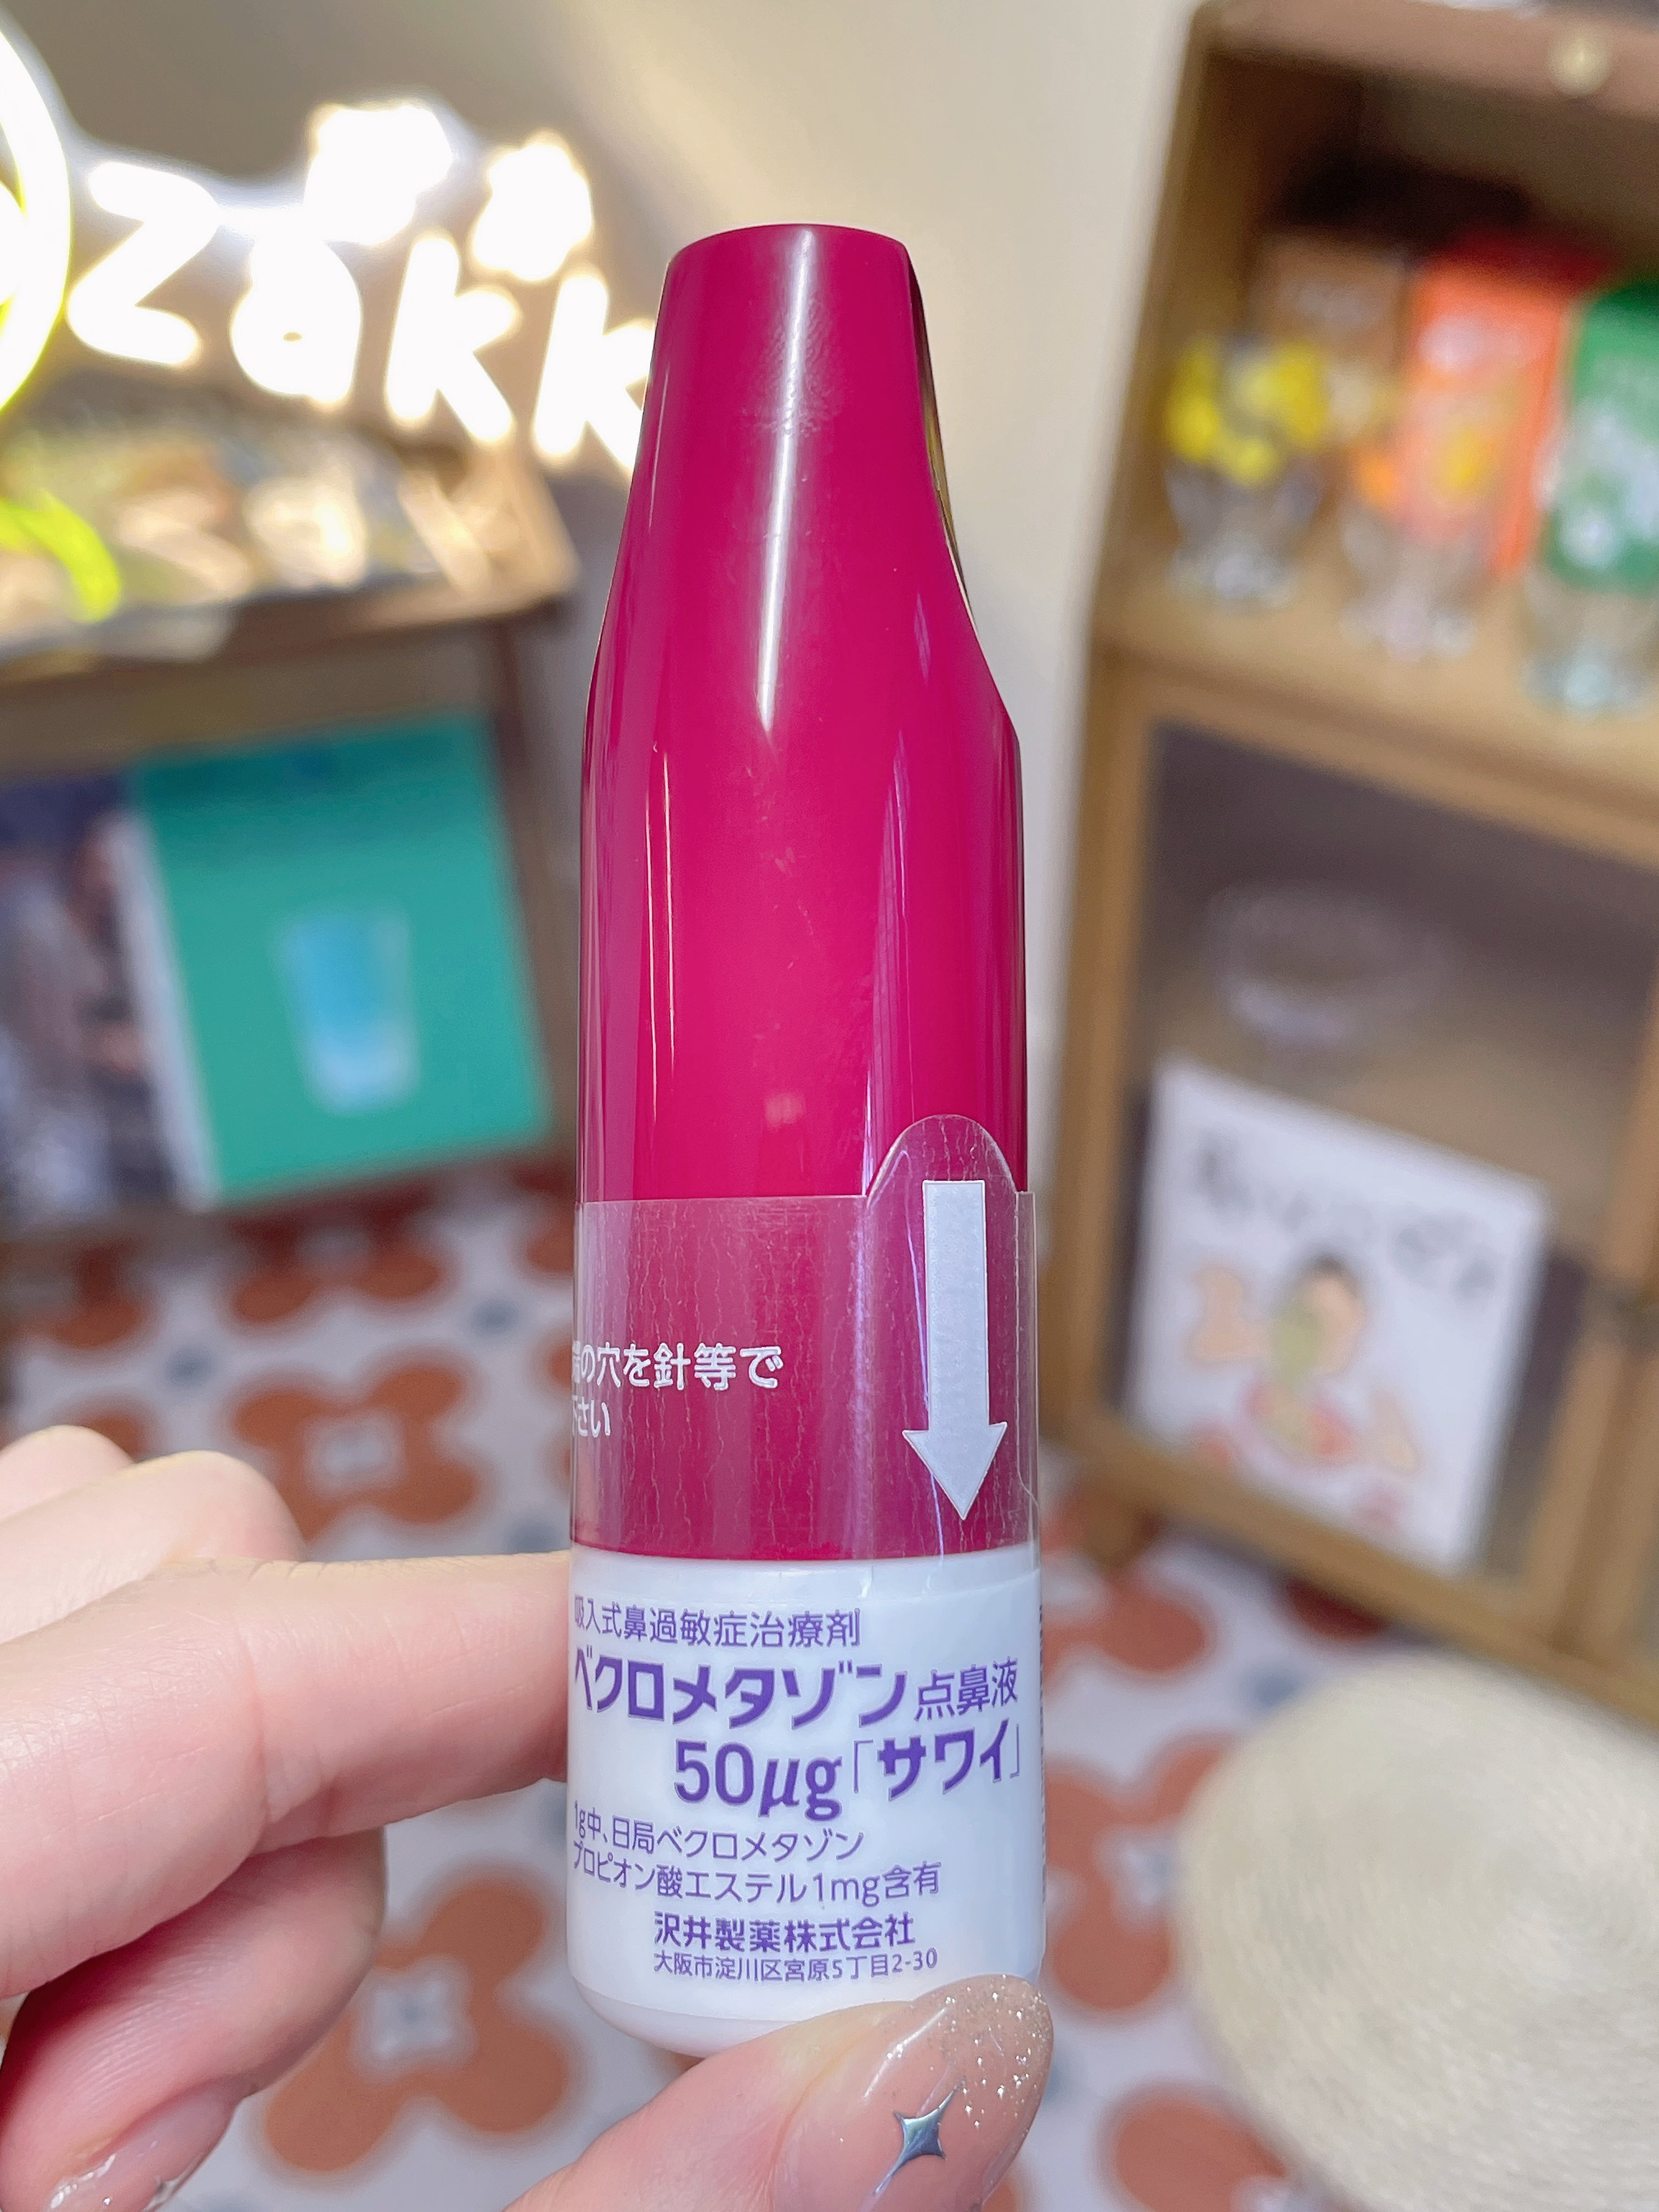 zakk
の穴を針等で
下さい
吸入式鼻過敏症治療剤
ベクロメタゾン点鼻液
50μg「サワイ」
1g中、日局ベクロメタゾン
プロピオン酸エステル1mg含有
沢井製薬株式会社
大阪市淀川区宮原5丁目2-30